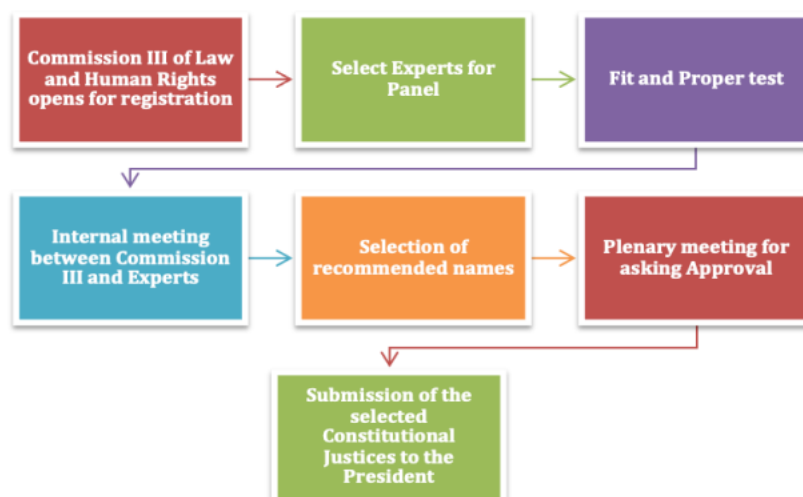 Commission III of Law
and Human Rights
opens for registration
Select Experts for
Panel
Fit and Proper test
Internal meeting
between Commission
III and Experts
Selection of
recommended names
Plenary meeting for
asking Approval
Submission of the
selected
Constitutional
Justices to the
President